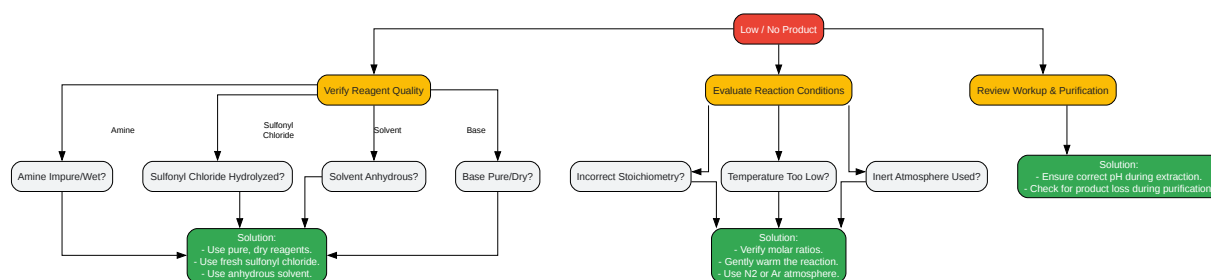 Low / No Product
Verify Reagent Quality
Evaluate Reaction Conditions
Review Workup & Purification
Amine
Sulfonyl
Chloride
Solvent
Base
Amine Impure/Wet?
Sulfonyl Chloride Hydrolyzed?
Solvent Anhydrous?
Base Pure/Dry?
Incorrect Stoichiometry?
Temperature Too Low?
Inert Atmosphere Used?
Solution:
- Ensure correct pH during extraction.
- Check for product loss during purification.
Solution:
- Use pure, dry reagents.
- Use fresh sulfonyl chloride.
- Use anhydrous solvent.
Solution:
- Verify molar ratios.
- Gently warm the reaction.
- Use N2 or Ar atmosphere.